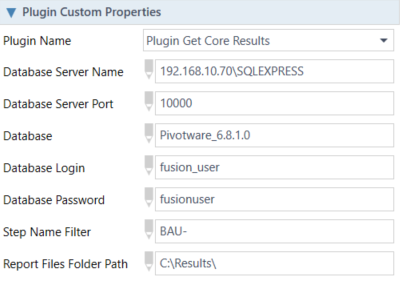 Plugin Custom Properties
Plugin Name Plugin Get Core Results
Database Server Name 192.168.10.70\SQLEXPRESS
Database Server Port 10000
Database Pivotware_6.8.1.0
Database Login fusion_user
Database Password fusionuser
Step Name Filter BAU-
Report Files Folder Path C:\Results\